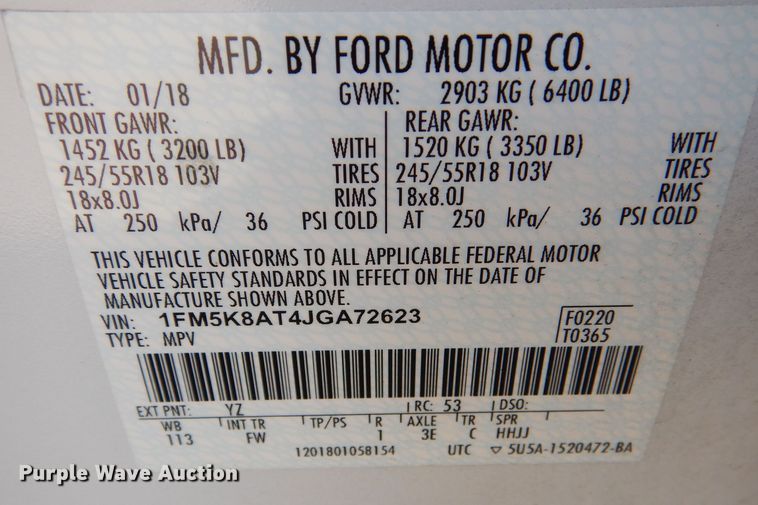 MFD. BY FORD MOTOR CO.
DATE: 01/18 GVWR: 2903 KG ( 6400 LB)
FRONT GAWR: REAR GAWR:
1452 KG ( 3200 LB) WITH 1520 KG ( 3350 LB) WITH
245/55R18 103V TIRES 245/55R18 103V TIRES
18x8.0J RIMS 18x8.0J RIMS
AT 250 kPa/ 36 PSI COLD AT 250 kPa/ 36 PSI COLD
THIS VEHICLE CONFORMS TO ALL APPLICABLE FEDERAL MOTOR
VEHICLE SAFETY STANDARDS IN EFFECT ON THE DATE OF
MANUFACTURE SHOWN ABOVE.
VIN: 1FM5K8AT4JGA72623 F0220
TYPE: MPV T0365
EXT PNT: YZ RC: 53 DSO:
WB INT TR TP/PS R AXLE TR SPR
113 FW 1 3E C HHJJ
1201801058154 UTC ▽ 5U5A-1520472-BA
Purple Wave Auction